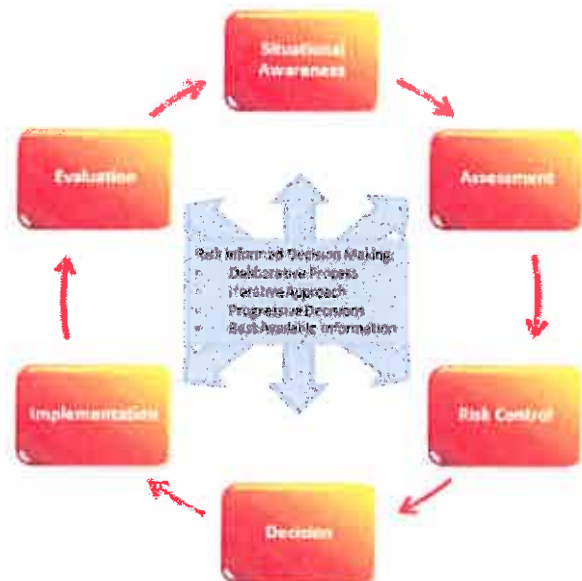 Situational
Awareness
Assessment
Risk Control
Decision
Implementation
Evaluation
Risk Informed Decision Making:
Deliberative Process
Iterative Approach
Progressive Decisions
Best Available Information